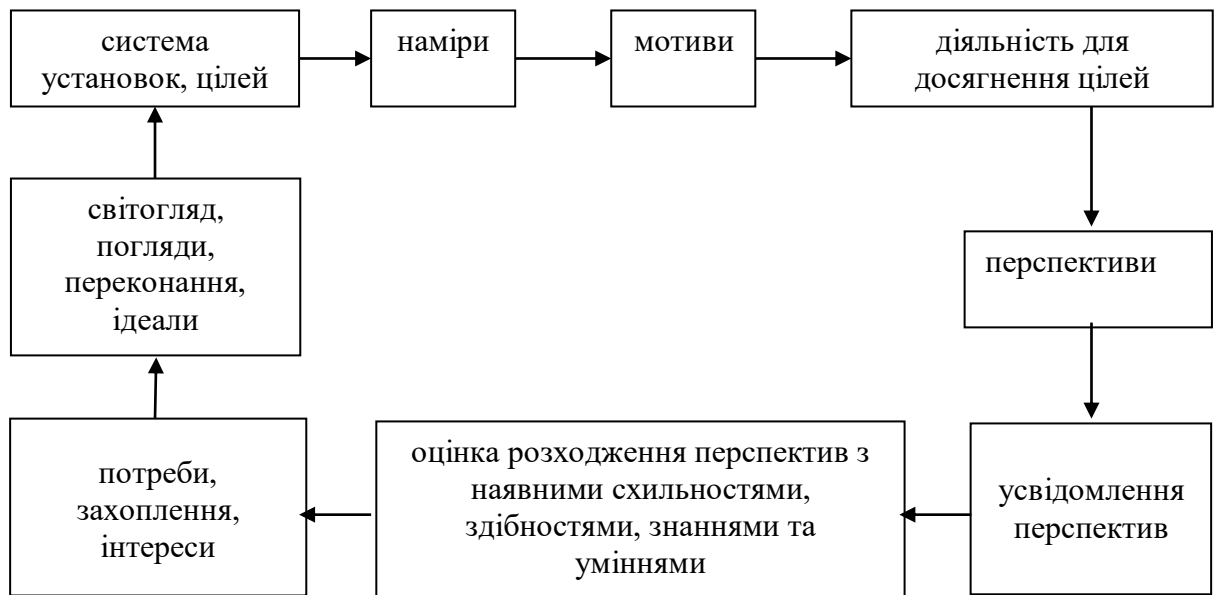 система
установок, цілей
наміри
мотиви
діяльність для
досягнення цілей
світогляд,
погляди,
переконання,
ідеали
перспективи
потреби,
захоплення,
інтереси
оцінка розходження перспектив з
наявними схильностями,
здібностями, знаннями та
уміннями
усвідомлення
перспектив